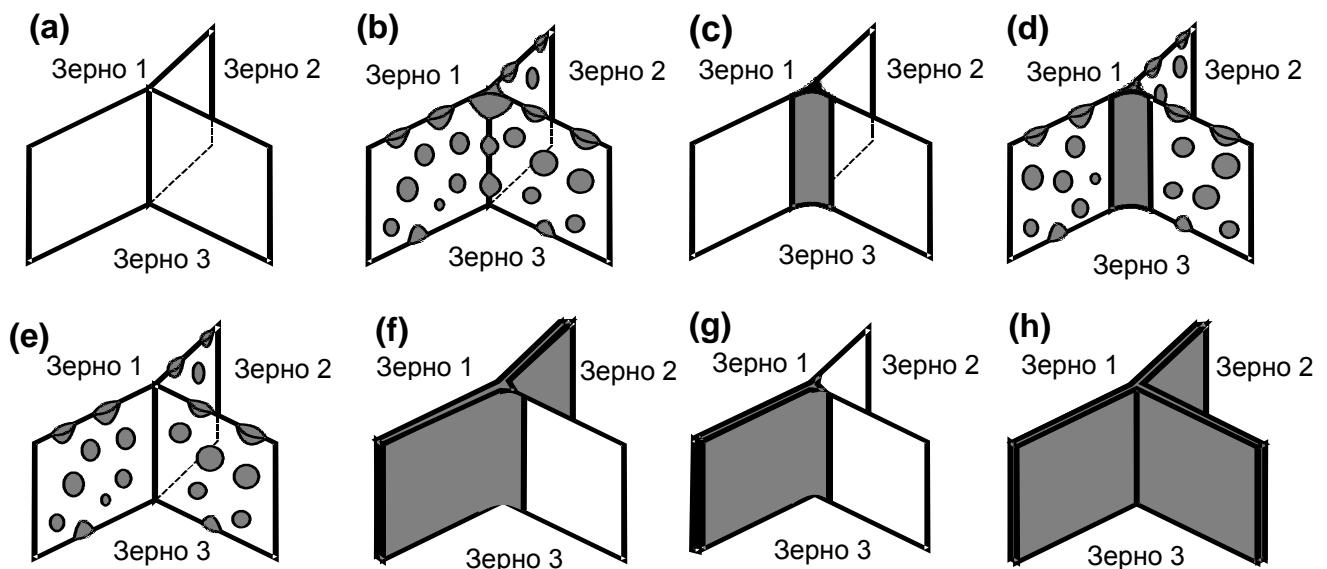 (a)
Зерно 1
Зерно 2
Зерно 3
(b)
Зерно 1
Зерно 2
Зерно 3
(c)
Зерно 1
Зерно 2
Зерно 3
(d)
Зерно 1
Зерно 2
Зерно 3
(e)
Зерно 1
Зерно 2
Зерно 3
(f)
Зерно 1
Зерно 2
Зерно 3
(g)
Зерно 1
Зерно 2
Зерно 3
(h)
Зерно 1
Зерно 2
Зерно 3